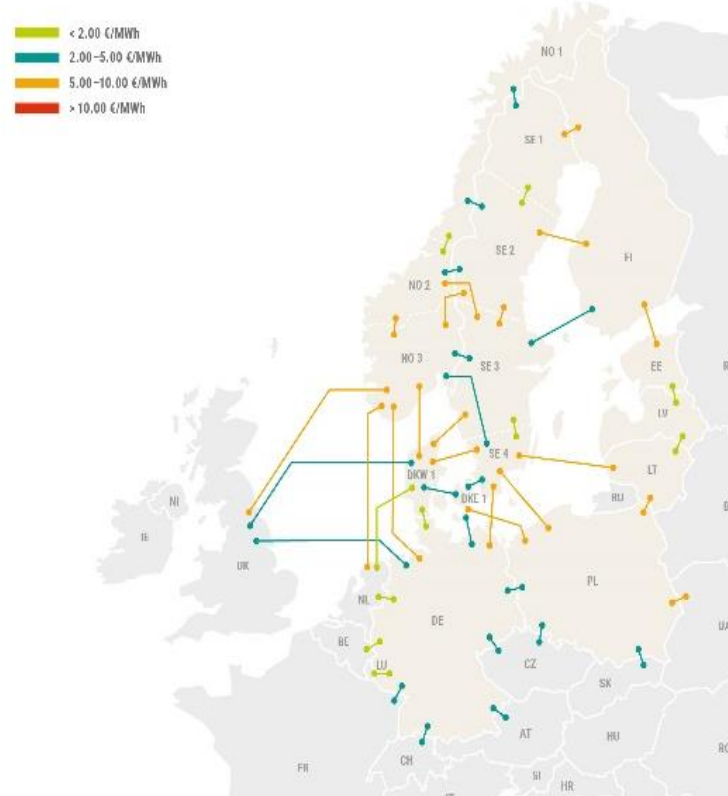 < 2.00 €/MWh
2.00–5.00 €/MWh
5.00–10.00 €/MWh
> 10.00 €/MWh
NO 1
SE 1
SE 2
FI
NO 2
NO 3
SE 3
EE
LV
SE 4
DKW 1
LT
DKE 1
RU
NI
IE
UK
PL
NL
DE
BE
UA
LU
CZ
SK
AT
HU
CH
FR
RO
SI
HR